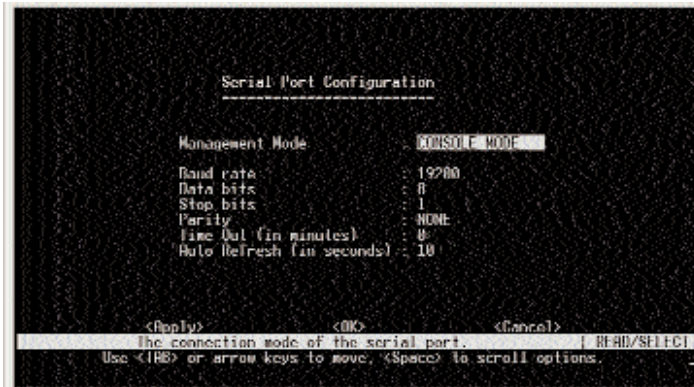 Serial Port Configuration
Management Mode : CONSOLE MODE
Baud rate : 19200
Data bits : 8
Stop bits : 1
Parity : NONE
Time Out (in minutes) : 0
Auto Refresh (in seconds) : 10
<Apply> <OK> <Cancel>
The connection mode of the serial port. | READ/SELECT
Use <TAB> or arrow keys to move, <Space> to scroll options.